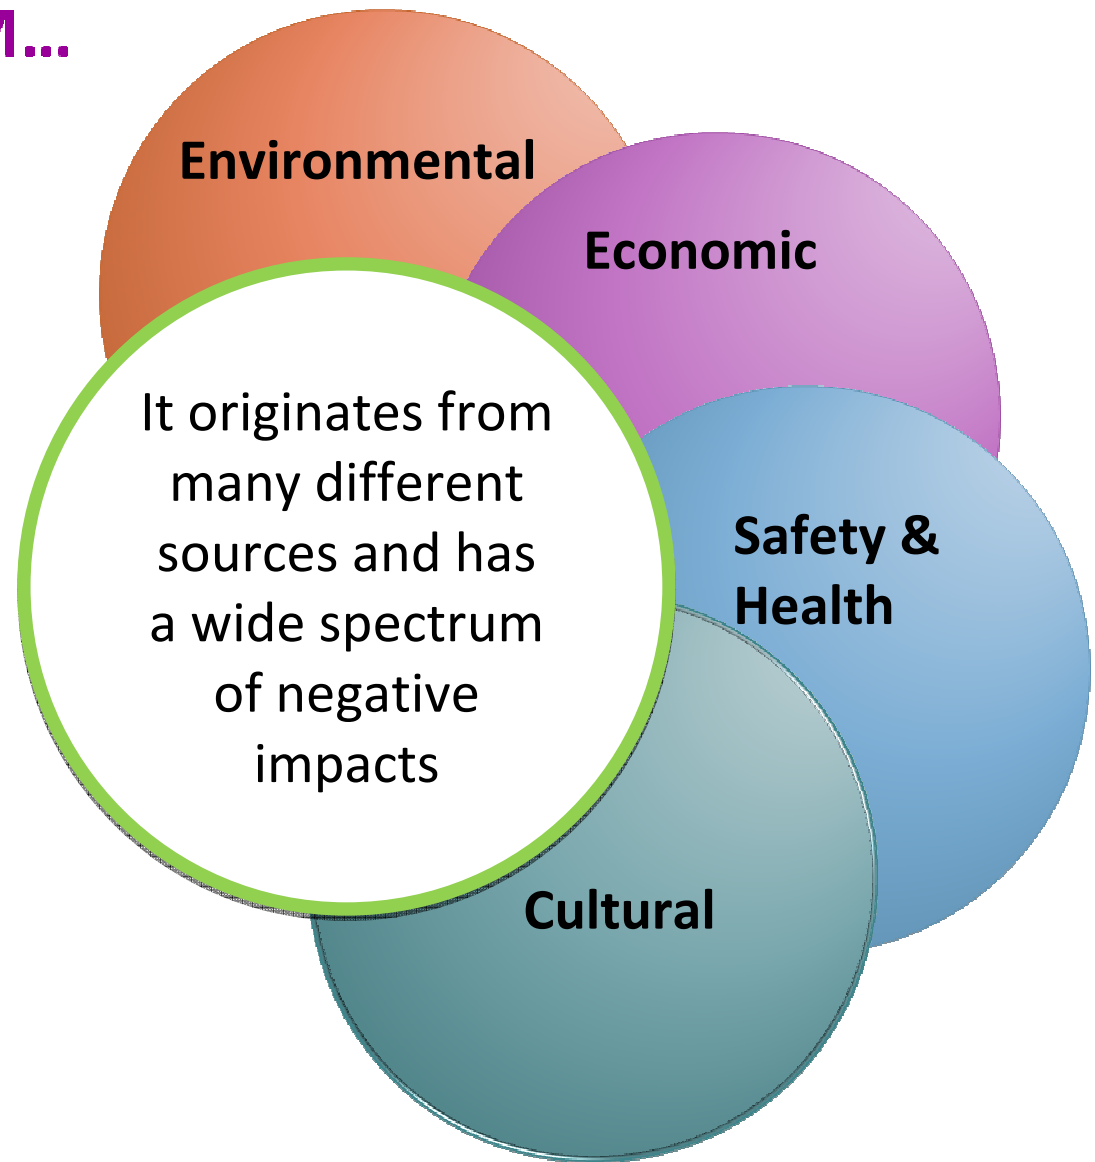 M...
Environmental
Economic
It originates from
many different
sources and has
a wide spectrum
of negative
impacts
Safety &
Health
Cultural